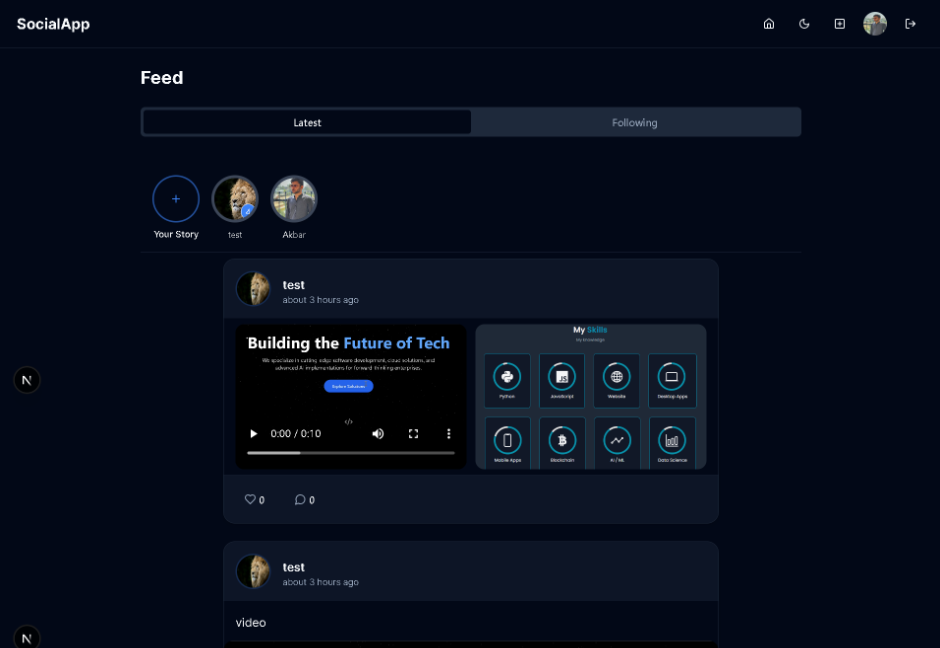 SocialApp
Feed
Latest
Following
Your Story
test
Akbar
test
about 3 hours ago
Building the Future of Tech
We specialize in cutting-edge software development, cloud solutions, and
advanced AI implementations for forward-thinking enterprises.
Explore Solutions
</>
0:00 / 0:10
My Skills
My Knowledge
Python
JS
JavaScript
Website
Desktop Apps
Mobile Apps
Blockchain
AI / ML
Data Science
0
0
N
test
about 3 hours ago
video
N